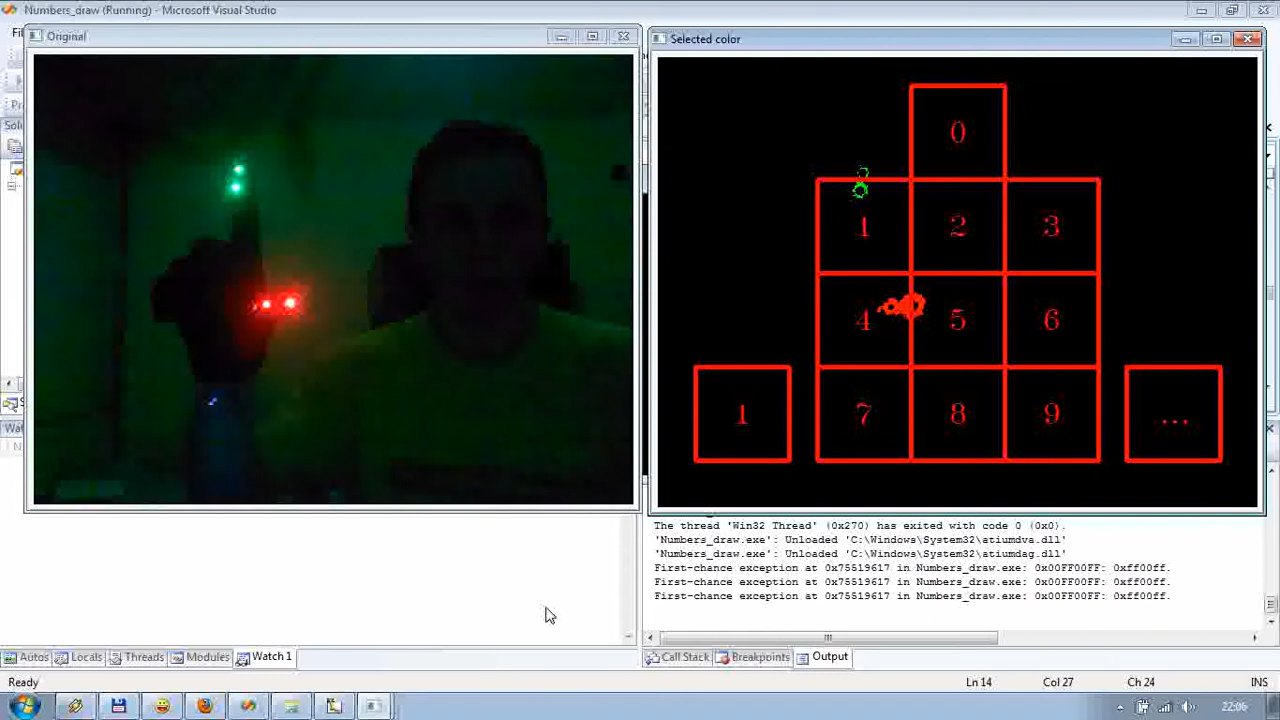 Numbers_draw (Running) - Microsoft Visual Studio
Original
Selected color
0
1 2 3
4 5 6
1 7 8 9 ...
The thread 'Win32 Thread' (0x270) has exited with code 0 (0x0).
'Numbers_draw.exe': Unloaded 'C:\Windows\System32\atiumdva.dll'
'Numbers_draw.exe': Unloaded 'C:\Windows\System32\atiumdag.dll'
First-chance exception at 0x75519617 in Numbers_draw.exe: 0x00FF00FF: 0xff00ff.
First-chance exception at 0x75519617 in Numbers_draw.exe: 0x00FF00FF: 0xff00ff.
First-chance exception at 0x75519617 in Numbers_draw.exe: 0x00FF00FF: 0xff00ff.
Autos Locals Threads Modules Watch 1 Call Stack Breakpoints Output
Ready Ln 14 Col 27 Ch 24 INS
22:06